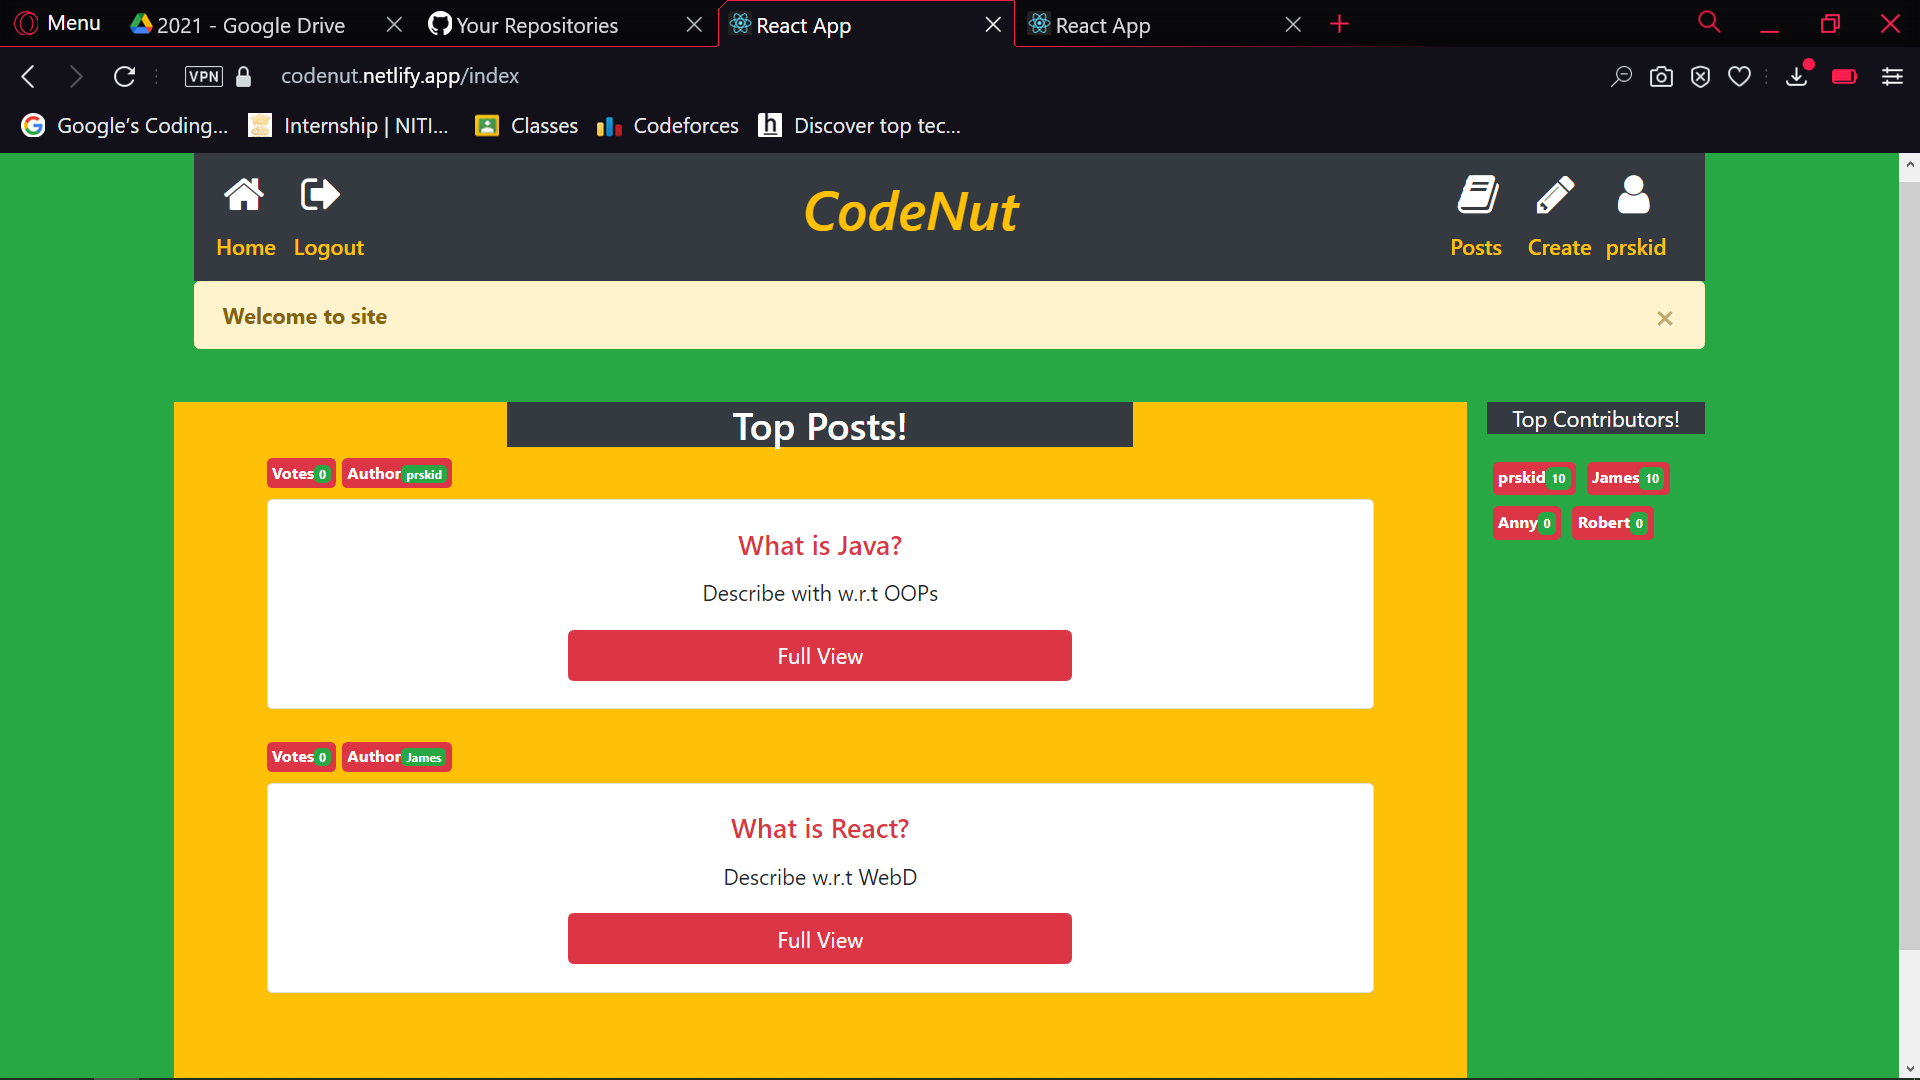 Menu
2021 - Google Drive
Your Repositories
React App
React App
VPN
codenut.netlify.app/index
Google's Coding...
Internship | NITI...
Classes
Codeforces
h
Discover top tec...
Home
Logout
CodeNut
Posts
Create
prskid
Welcome to site
×
Top Posts!
Top Contributors!
Votes 0
Author prskid
prskid 10
James 10
Anny 0
Robert 0
What is Java?
Describe with w.r.t OOPs
Full View
Votes 0
Author James
What is React?
Describe w.r.t WebD
Full View